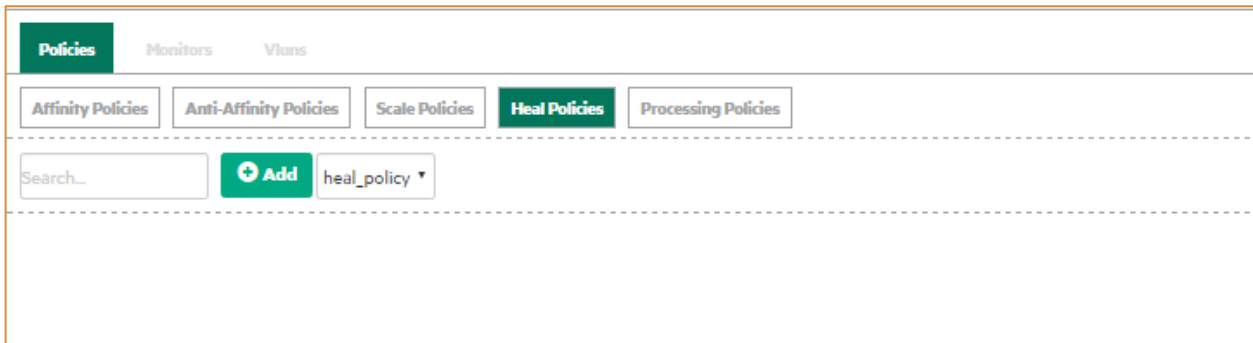 Policies Monitors Vluns
Affinity Policies Anti-Affinity Policies Scale Policies Heal Policies Processing Policies
Search... Add heal_policy